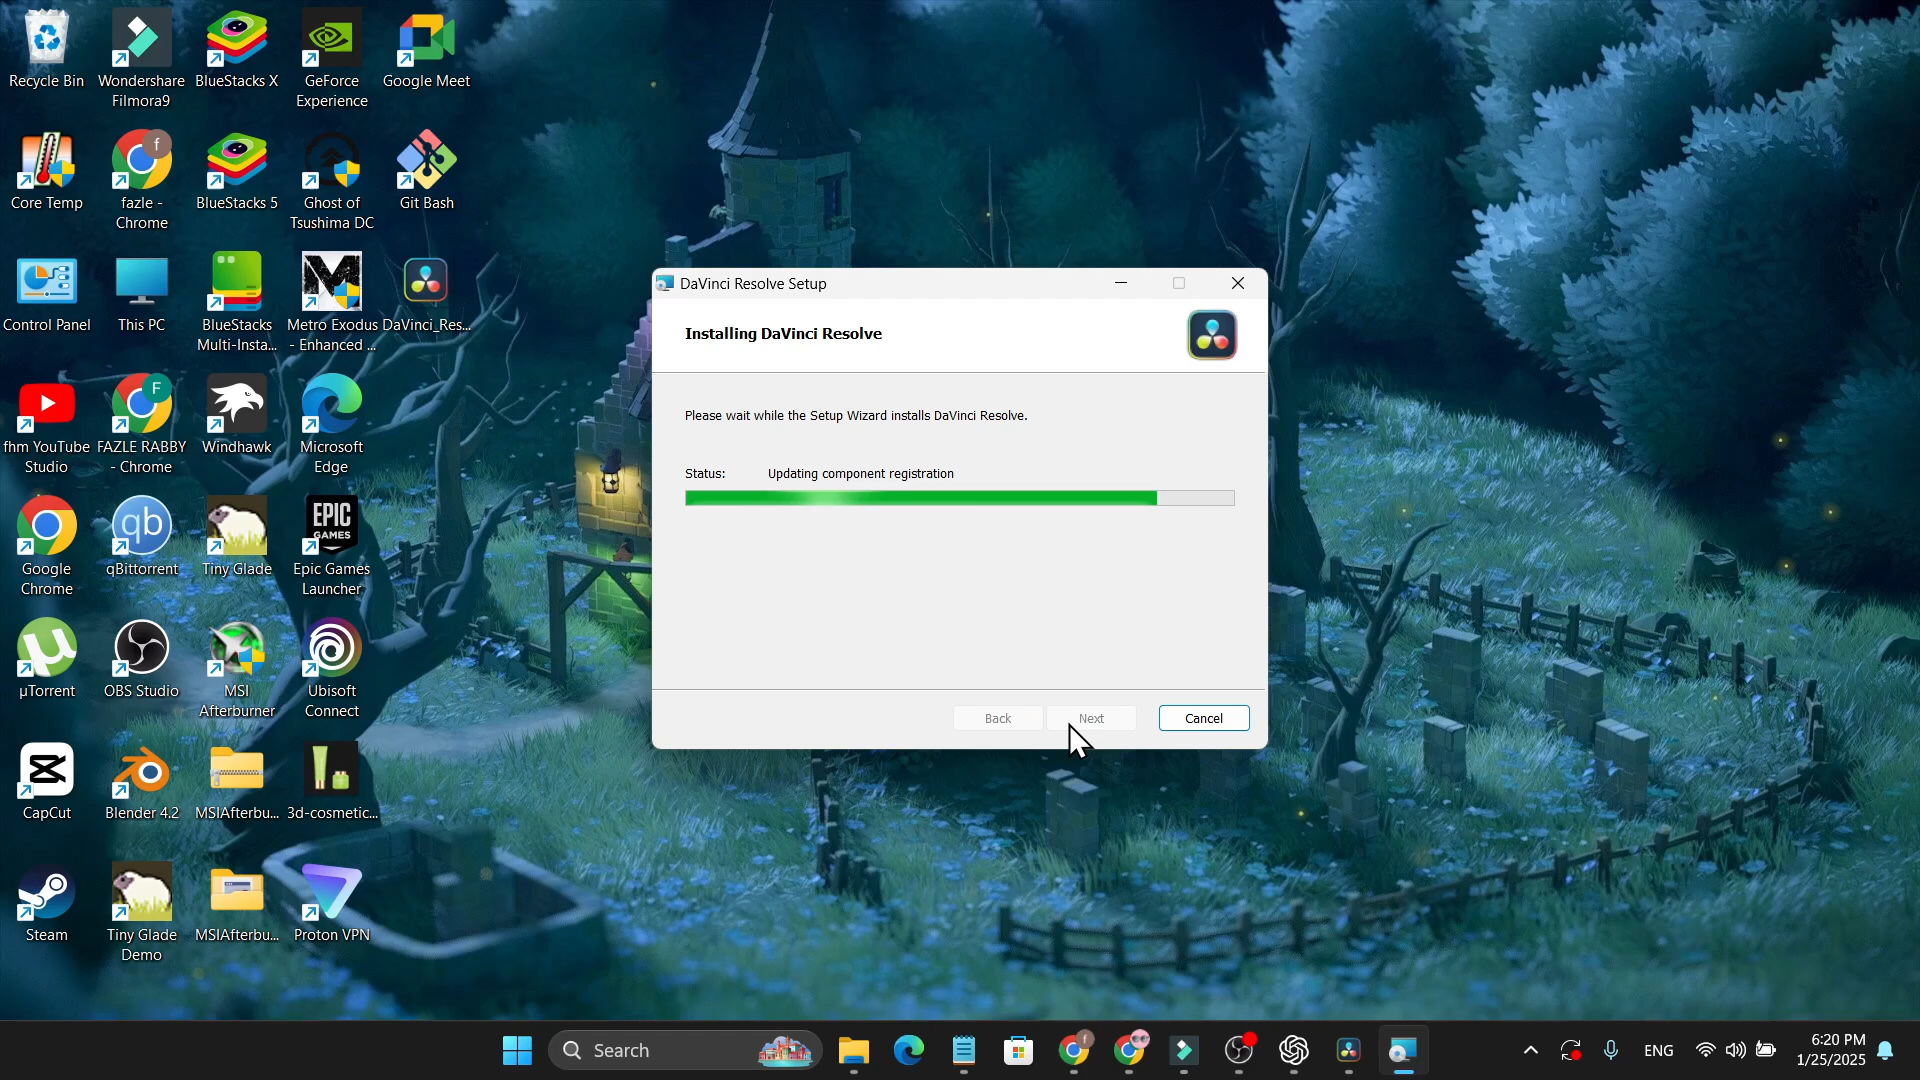 Recycle Bin
Wondershare
Filmora9
BlueStacks X
GeForce
Experience
Google Meet
Core Temp
f
fazle -
Chrome
BlueStacks 5
Ghost of
Tsushima DC
Git Bash
Control Panel
This PC
BlueStacks
Multi-Insta...
Metro Exodus
- Enhanced ...
DaVinci_Res...
fhm YouTube
Studio
F
FAZLE RABBY
- Chrome
Windhawk
Microsoft
Edge
Google
Chrome
qb
qBittorrent
Tiny Glade
EPIC
GAMES
Epic Games
Launcher
µTorrent
OBS Studio
MSI
Afterburner
Ubisoft
Connect
CapCut
Blender 4.2
MSIAfterbu...
3d-cosmetic...
Steam
Tiny Glade
Demo
MSIAfterbu...
Proton VPN
DaVinci Resolve Setup
Installing DaVinci Resolve
Please wait while the Setup Wizard installs DaVinci Resolve.
Status: Updating component registration
Back
Next
Cancel
Search
f
ENG
6:20 PM
1/25/2025